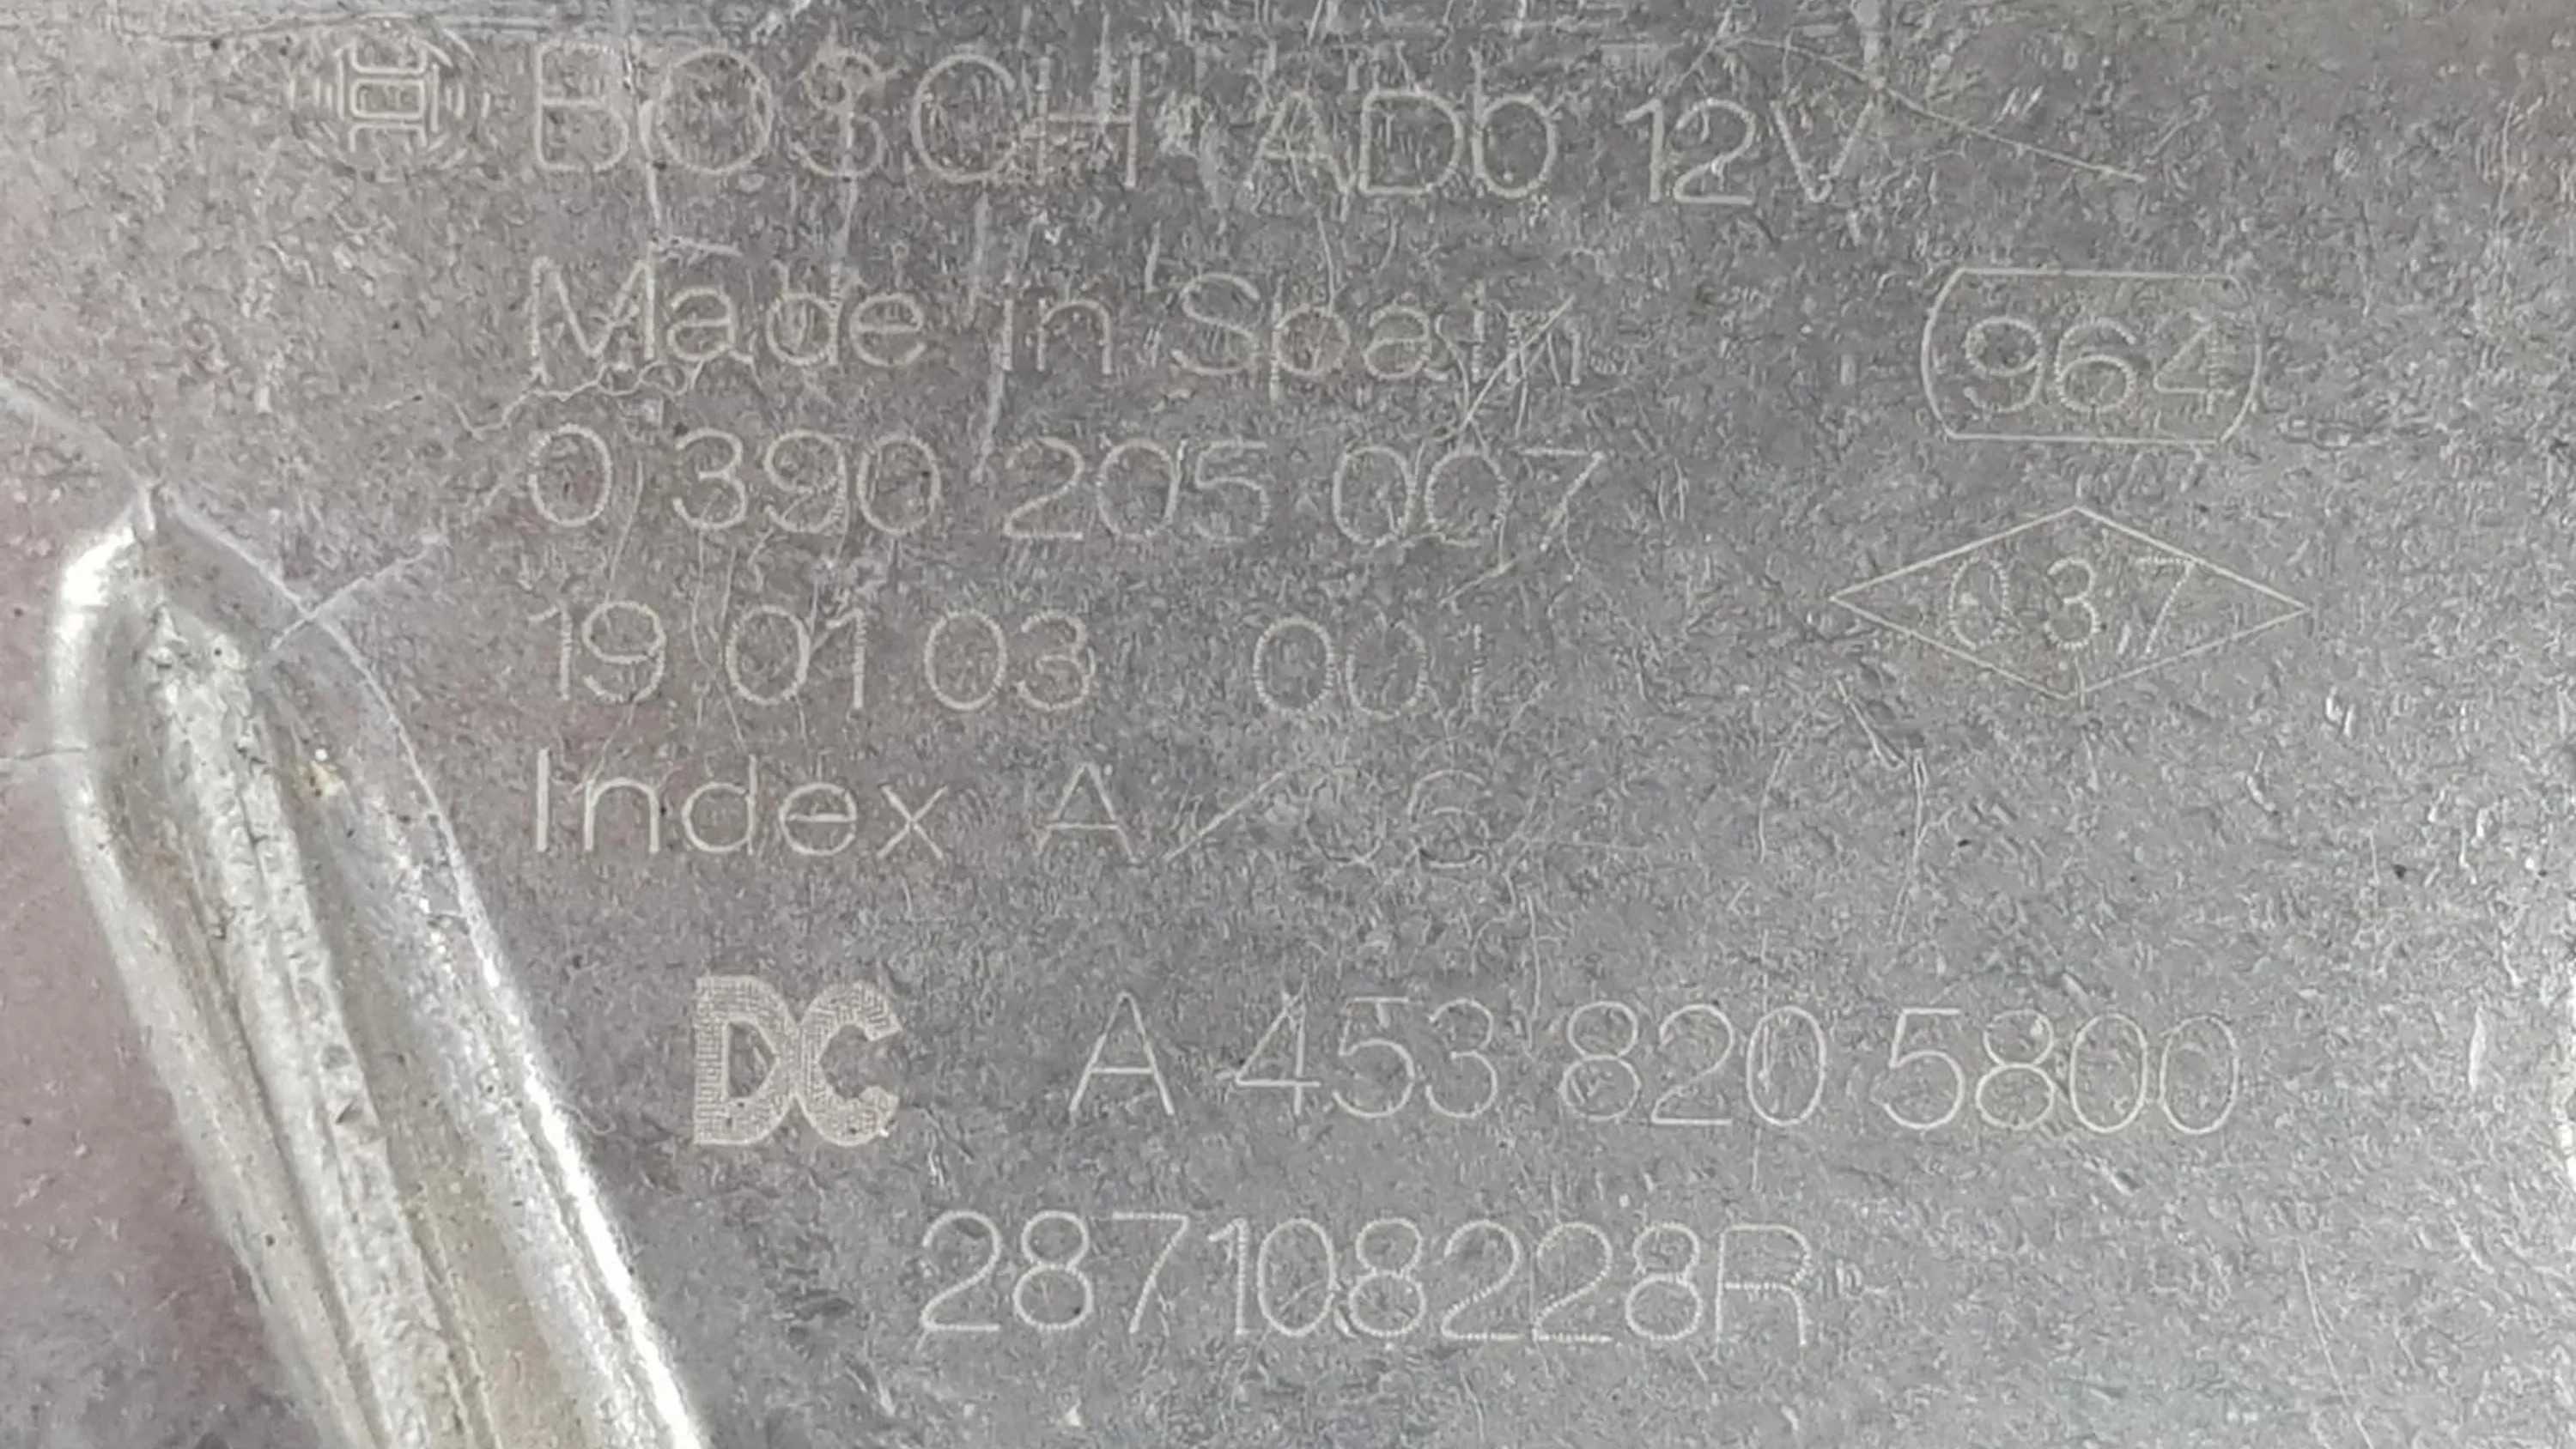 BOSCH ADb 12V
Made in Spain
964
0 390 205 007
037
19 01 03 001
Index A/06
DC A 453 820 5800
287108228R